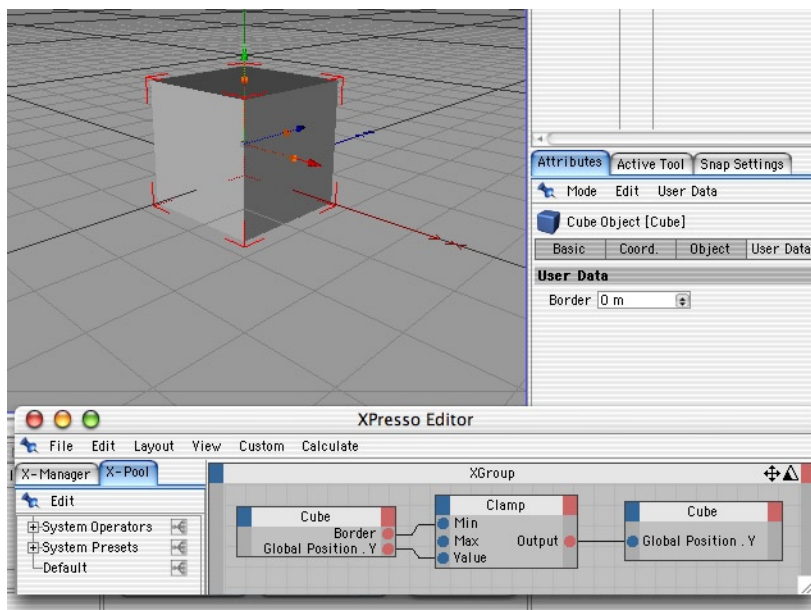 Attributes Active Tool Snap Settings
Mode Edit User Data
Cube Object [Cube]
Basic Coord. Object User Data
User Data
Border 0 m
XPresso Editor
File Edit Layout View Custom Calculate
X-Manager X-Pool
Edit
System Operators
System Presets
Default
XGroup
Cube
Border
Global Position . Y
Clamp
Min
Max Output
Value
Cube
Global Position . Y